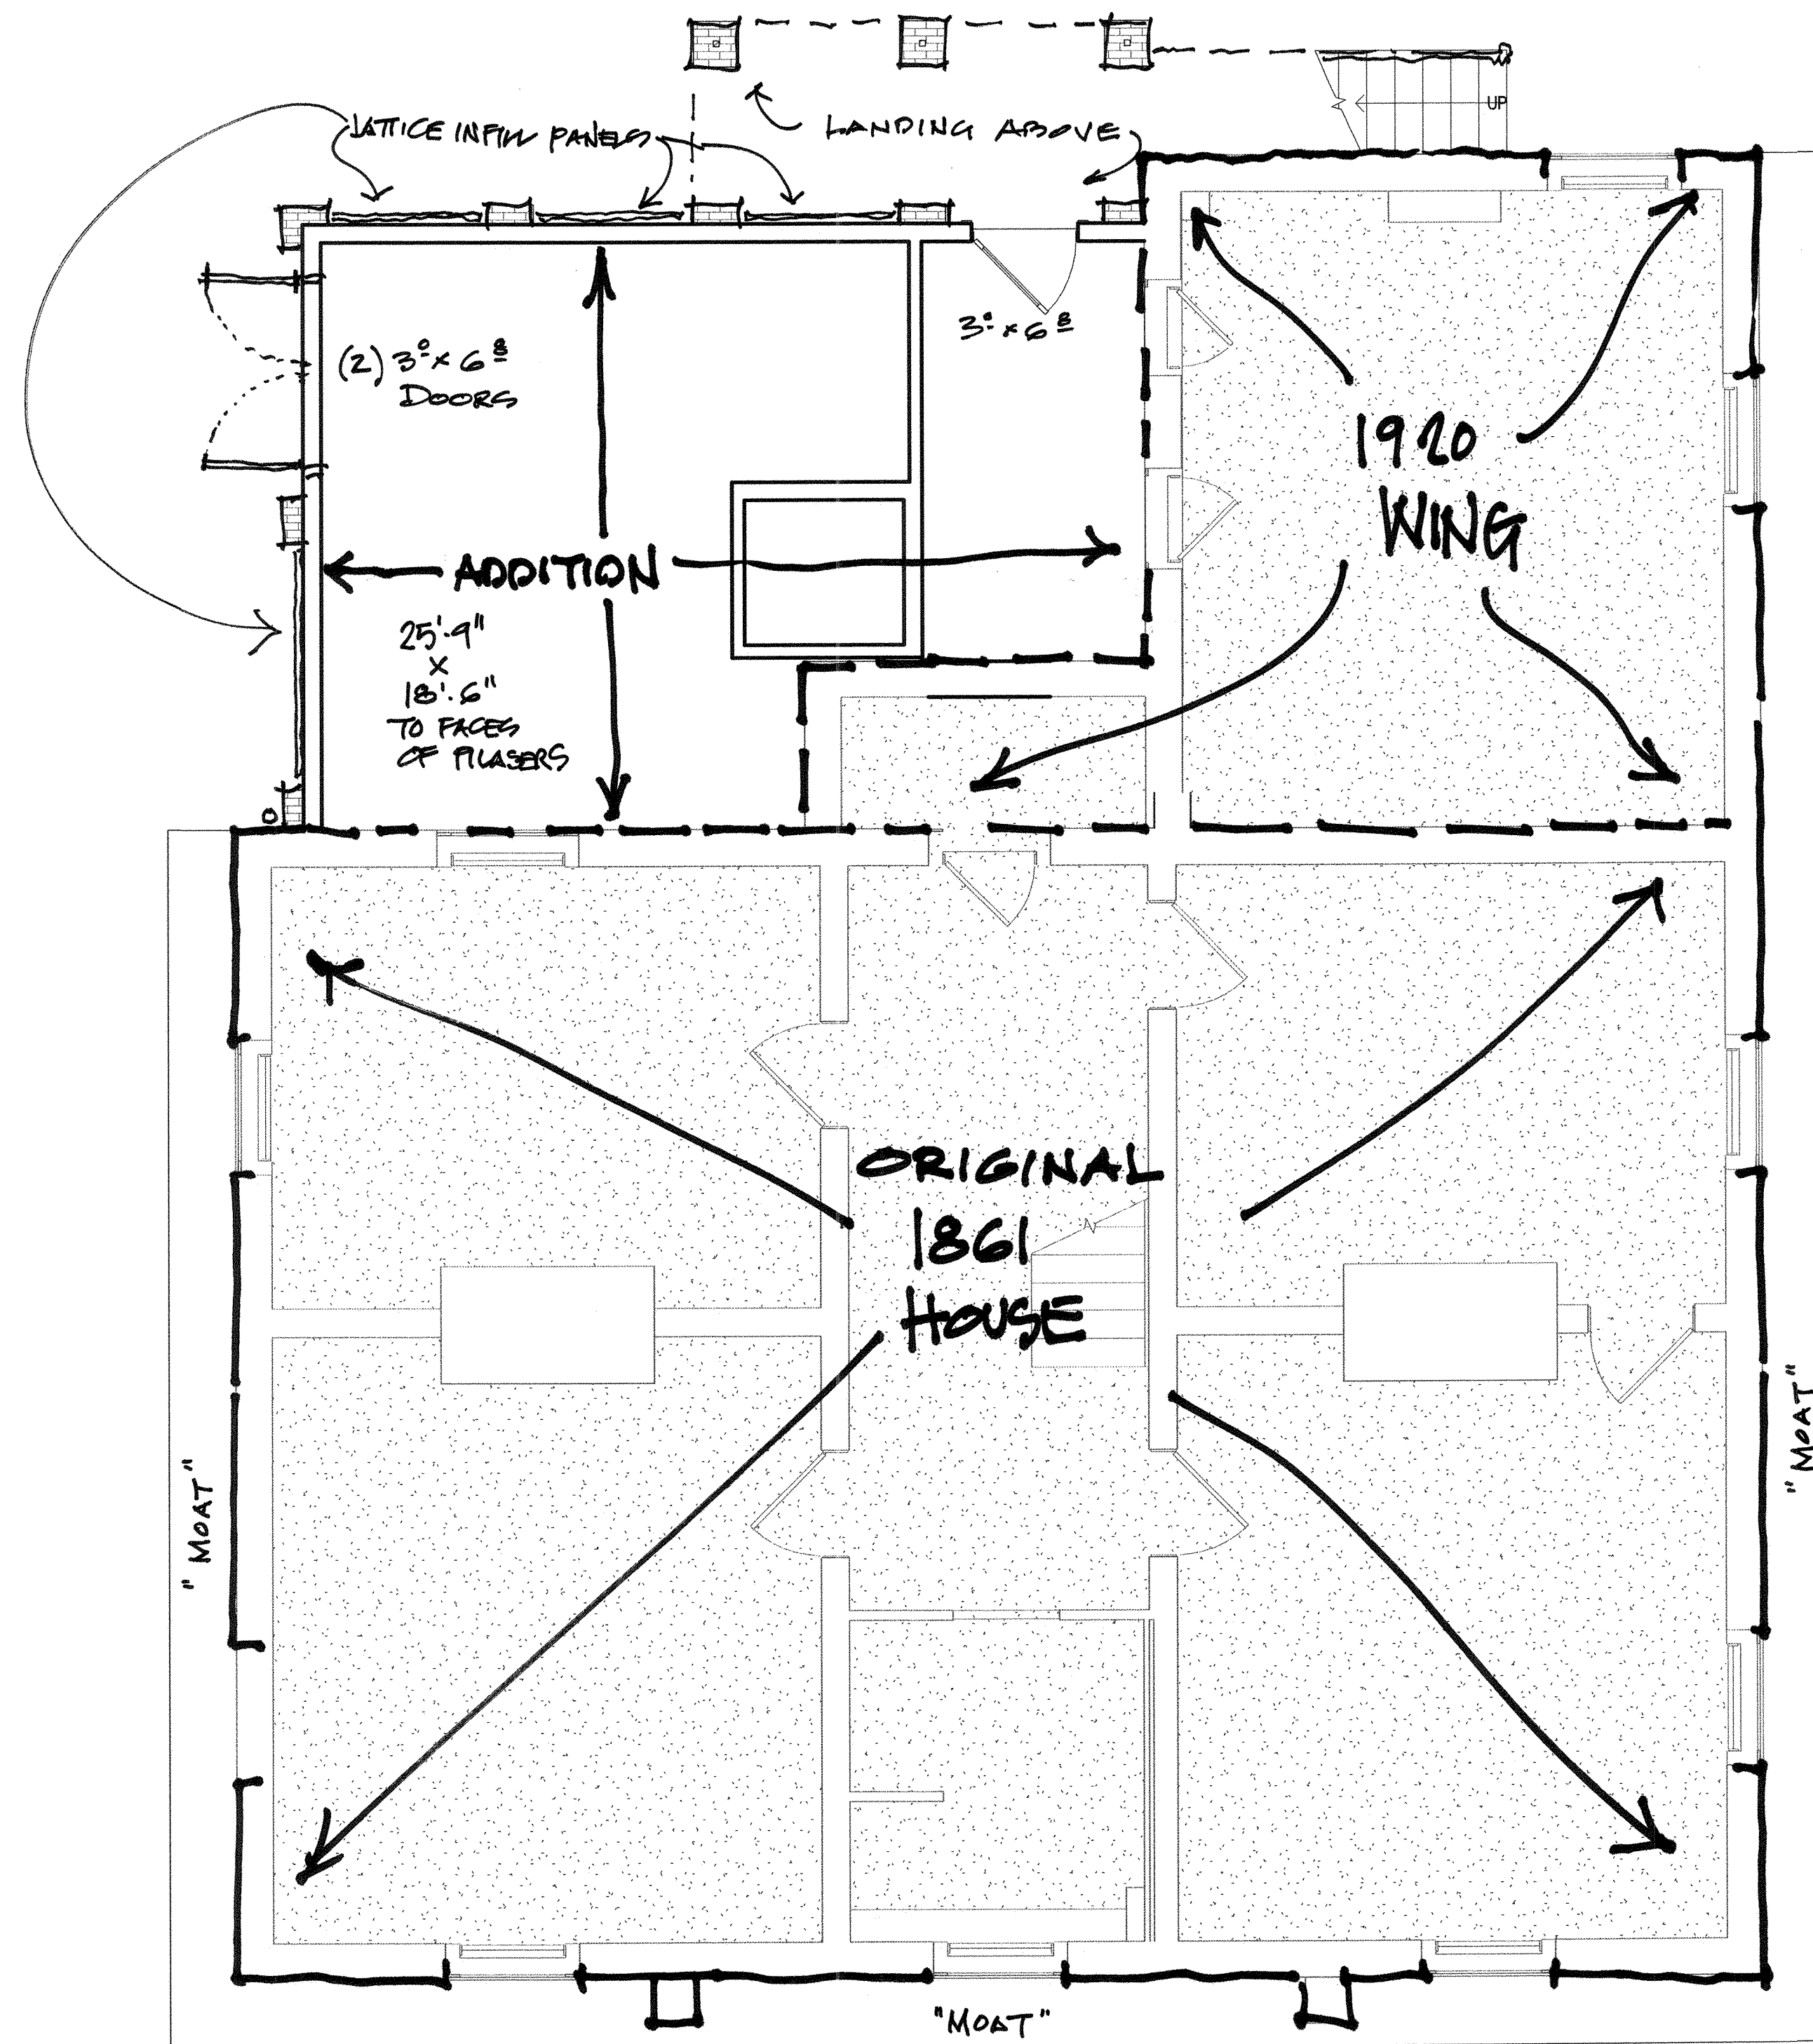 UP
LATTICE INFILL PANELS
LANDING ABOVE
3⁰ x 6⁸
(2) 3⁰ x 6⁸
DOORS
1920
WING
ADDITION
25'-9"
X
18'-6"
TO FACES
OF PILASERS
ORIGINAL
1861
HOUSE
"MOAT"
"MOAT"
"MOAT"